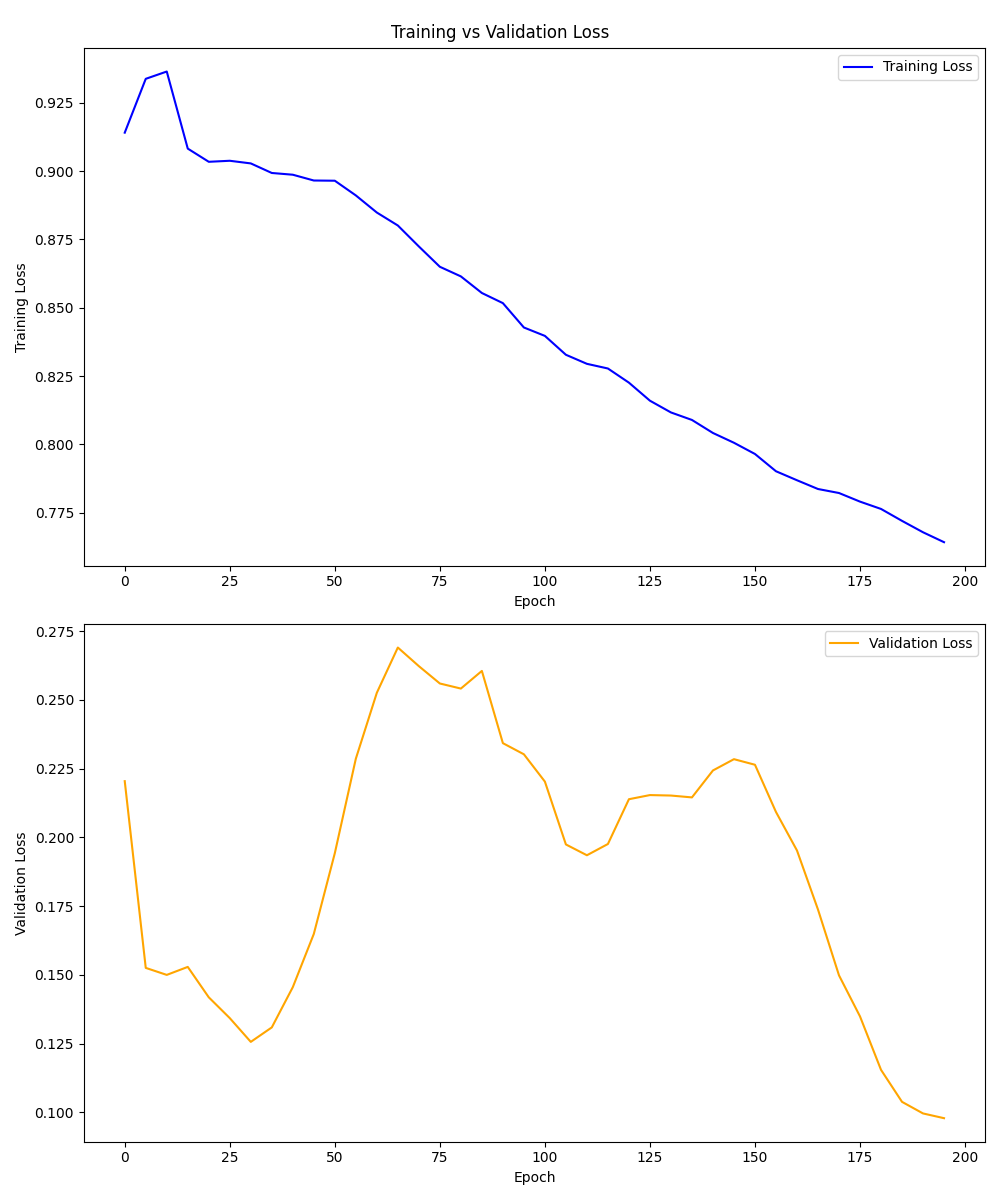 Training vs Validation Loss
Training Loss
0.925
0.900
0.875
0.850
0.825
0.800
0.775
Training Loss
0 25 50 75 100 125 150 175 200
Epoch
Validation Loss
0.275
0.250
0.225
0.200
0.175
0.150
0.125
0.100
Validation Loss
0 25 50 75 100 125 150 175 200
Epoch